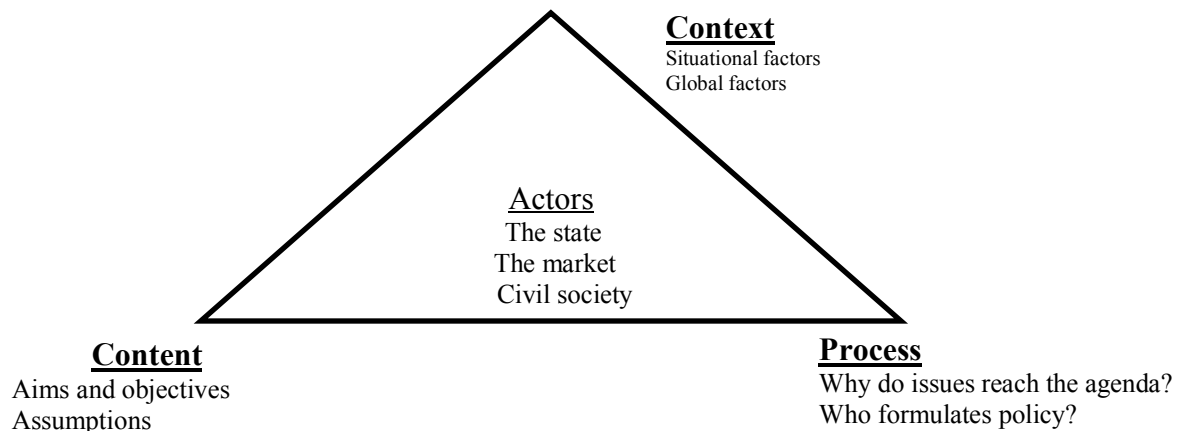 Context
Situational factors
Global factors
Actors
The state
The market
Civil society
Content
Aims and objectives
Assumptions
Process
Why do issues reach the agenda?
Who formulates policy?